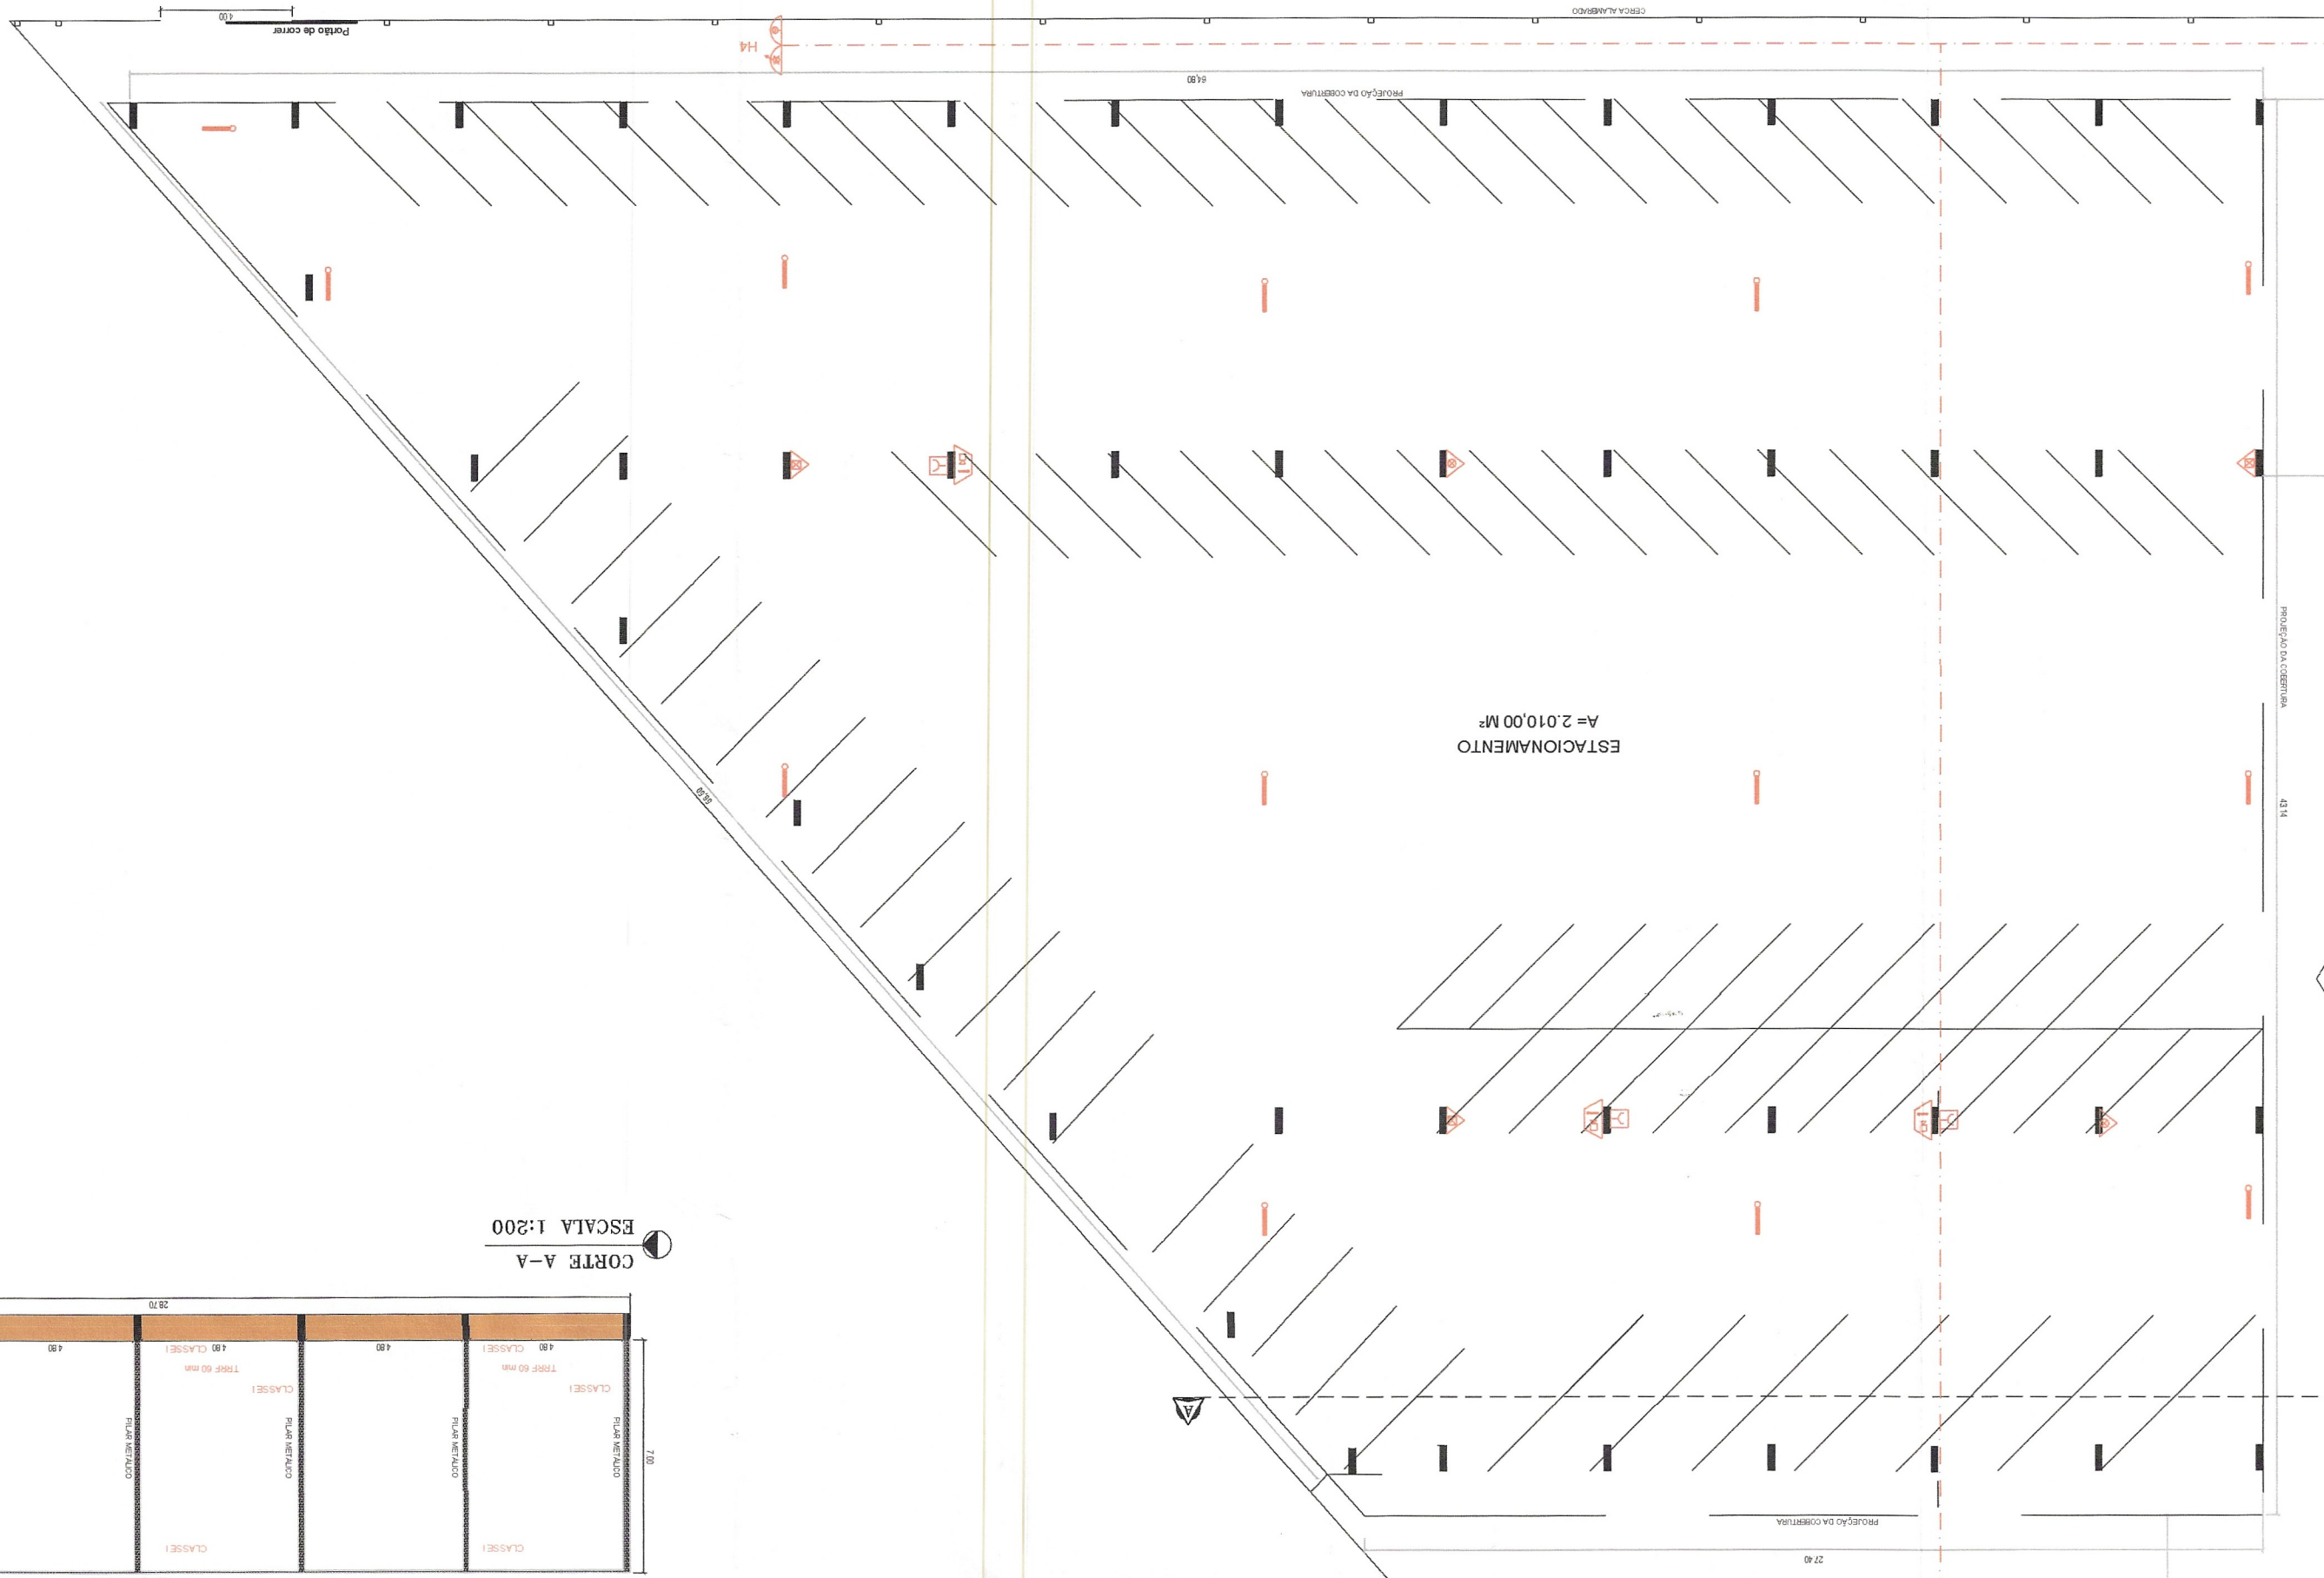 CERCA ALAMBRADO
4.00
Portão de correr
H4
64,80
PROJEÇÃO DA COBERTURA
PROJEÇÃO DA COBERTURA
43.14
ESTACIONAMENTO
A= 2.010,00 M²
A
PROJEÇÃO DA COBERTURA
27.40
CORTE A-A
ESCALA 1:200
28.70
4.80
4.80
4.80
4.80
CLASSE I
CLASSE I
TRRF 60 min
TRRF 60 min
CLASSE I
CLASSE I
PILAR METÁLICO
PILAR METÁLICO
PILAR METÁLICO
PILAR METÁLICO
7.00
CLASSE I
CLASSE I